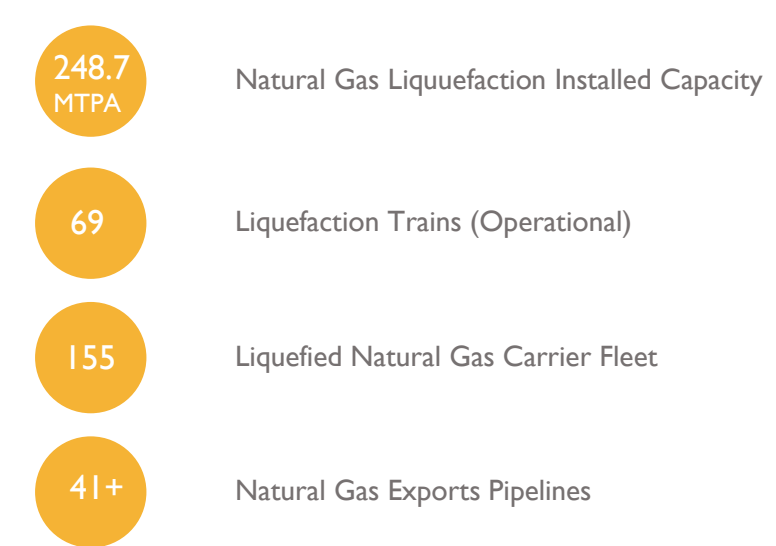 248.7
MTPA
Natural Gas Liquuefaction Installed Capacity
69
Liquefaction Trains (Operational)
155
Liquefied Natural Gas Carrier Fleet
41+
Natural Gas Exports Pipelines